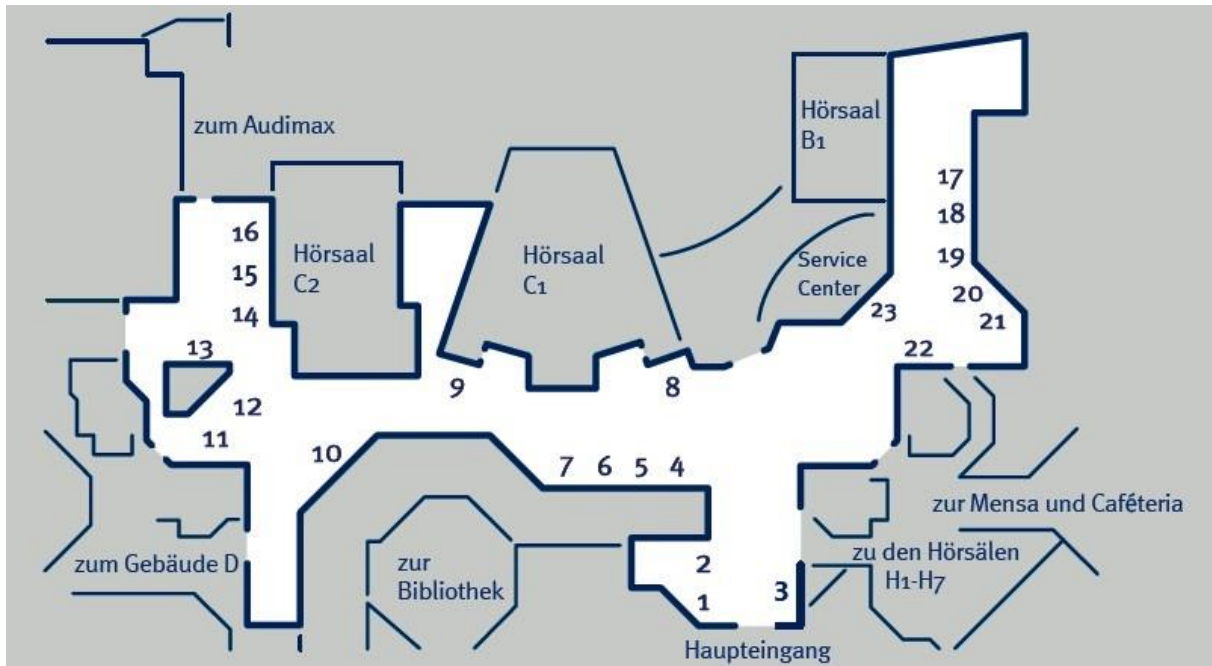 Hörsaal
B1
zum Audimax
17
18
16
Hörsaal
C2
Hörsaal
C1
Service
Center
19
15
20
14
23
21
13
22
9
8
12
11
10
7 6 5 4
zur Mensa und Caféteria
zum Gebäude D
zur
Bibliothek
2
zu den Hörsälen
H1-H7
1
3
Haupteingang